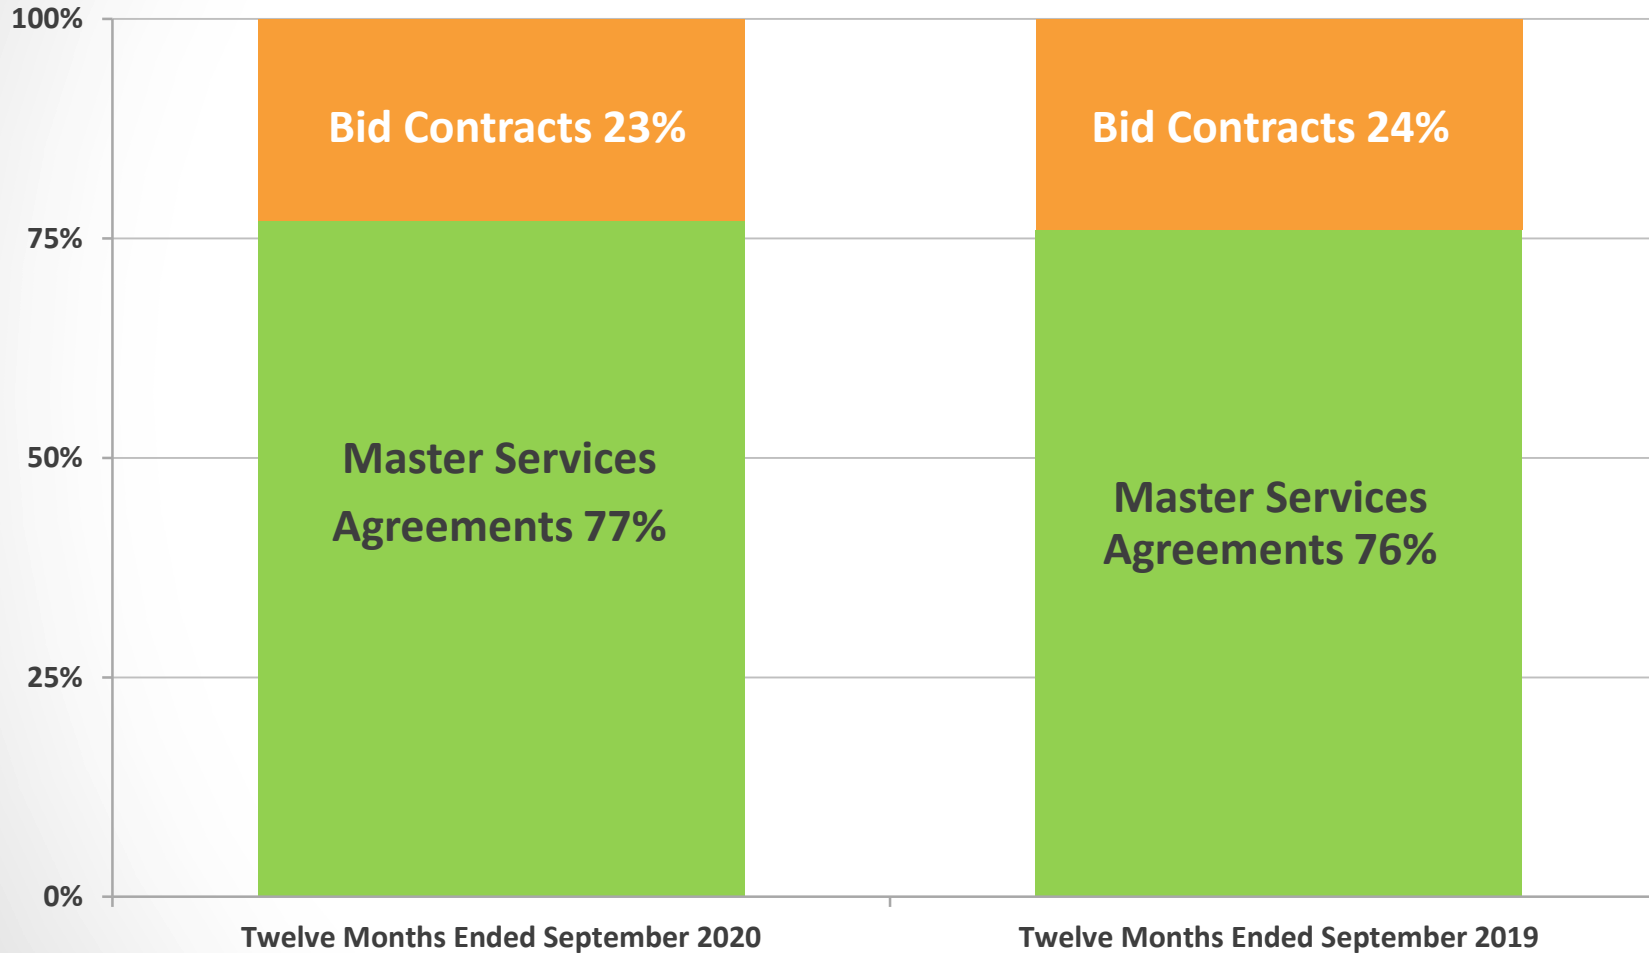 100%
Bid Contracts 23%
Bid Contracts 24%
75%
Master Services
Agreements 77%
50%
Master Services
Agreements 76%
25%
0%
Twelve Months Ended September 2020
Twelve Months Ended September 2019